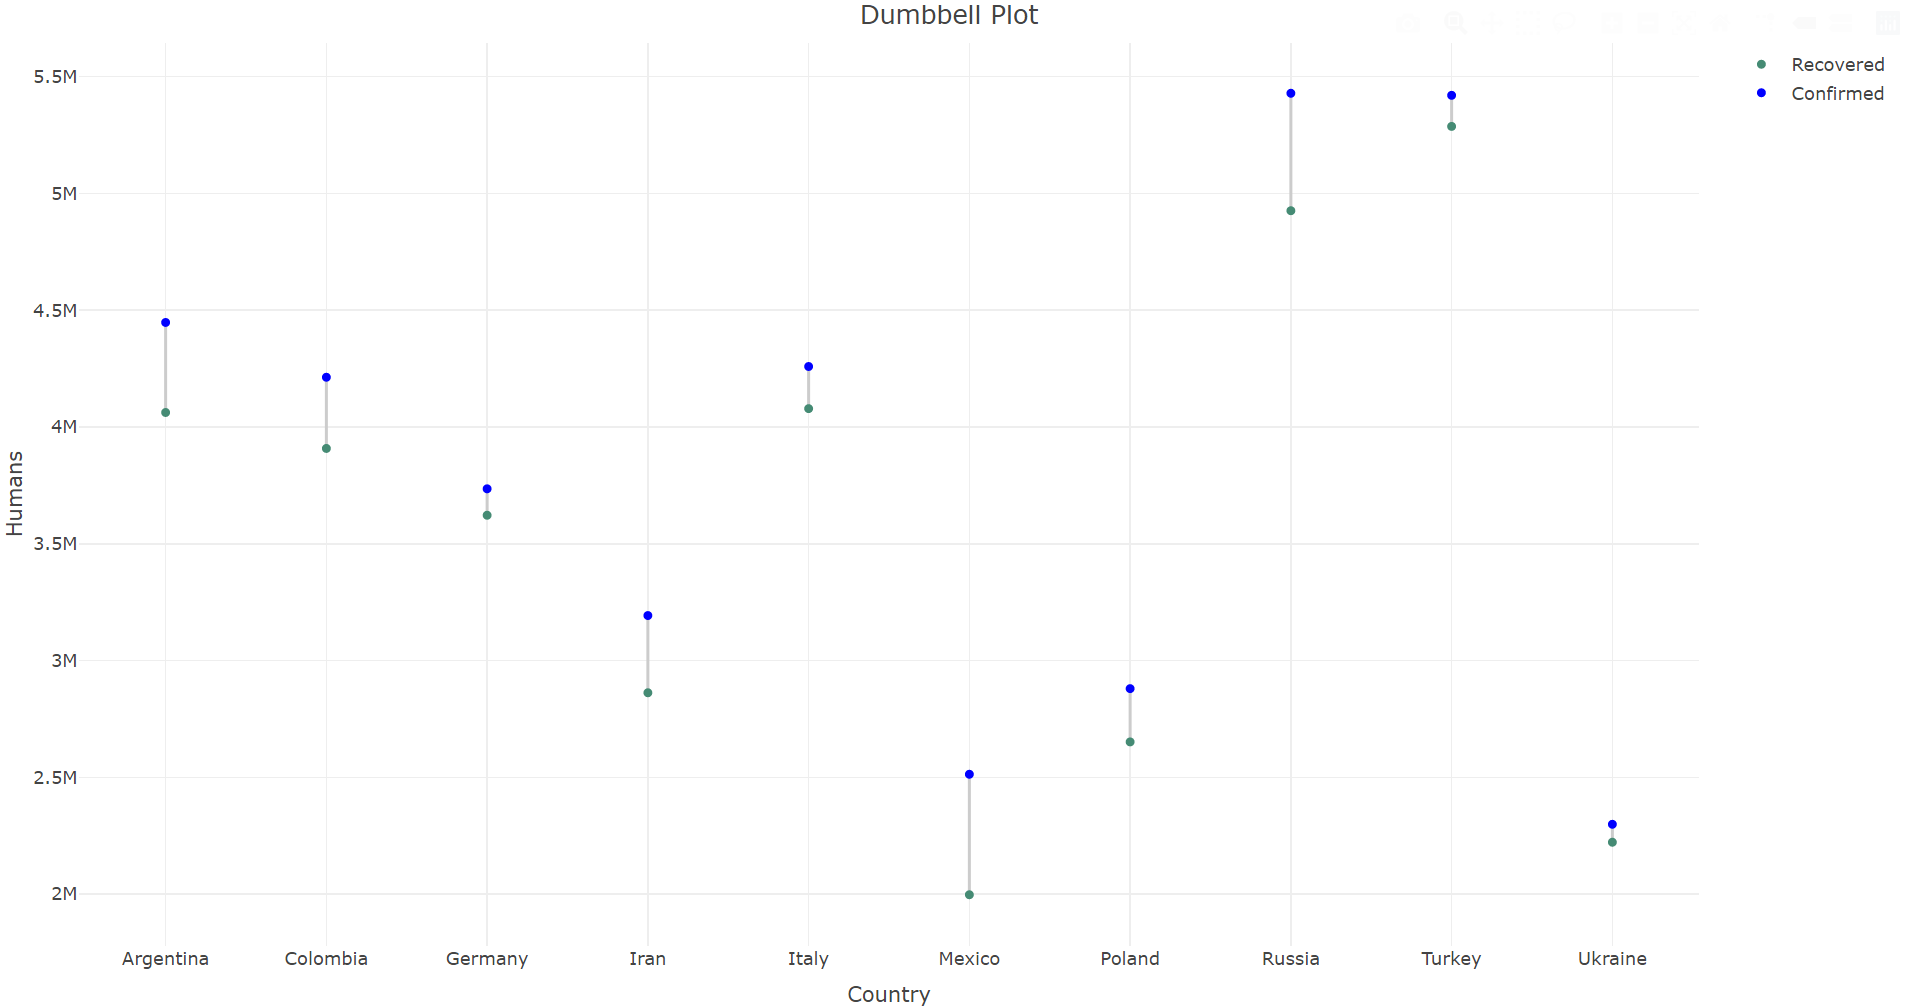 Dumbbell Plot
Recovered
Confirmed
5.5M
5M
4.5M
4M
3.5M
3M
2.5M
2M
Humans
Argentina Colombia Germany Iran Italy Mexico Poland Russia Turkey Ukraine
Country